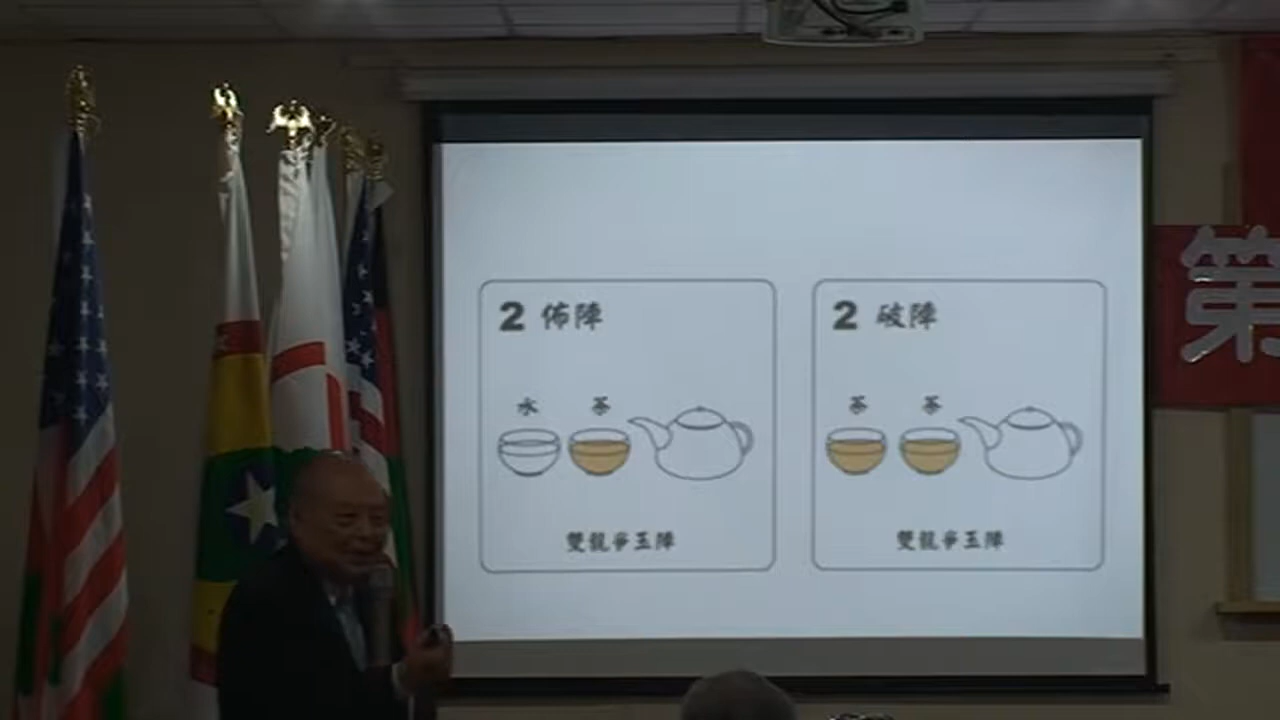 2 佈陣
水 茶
雙龍爭玉陣
2 破陣
茶 茶
雙龍爭玉陣
第